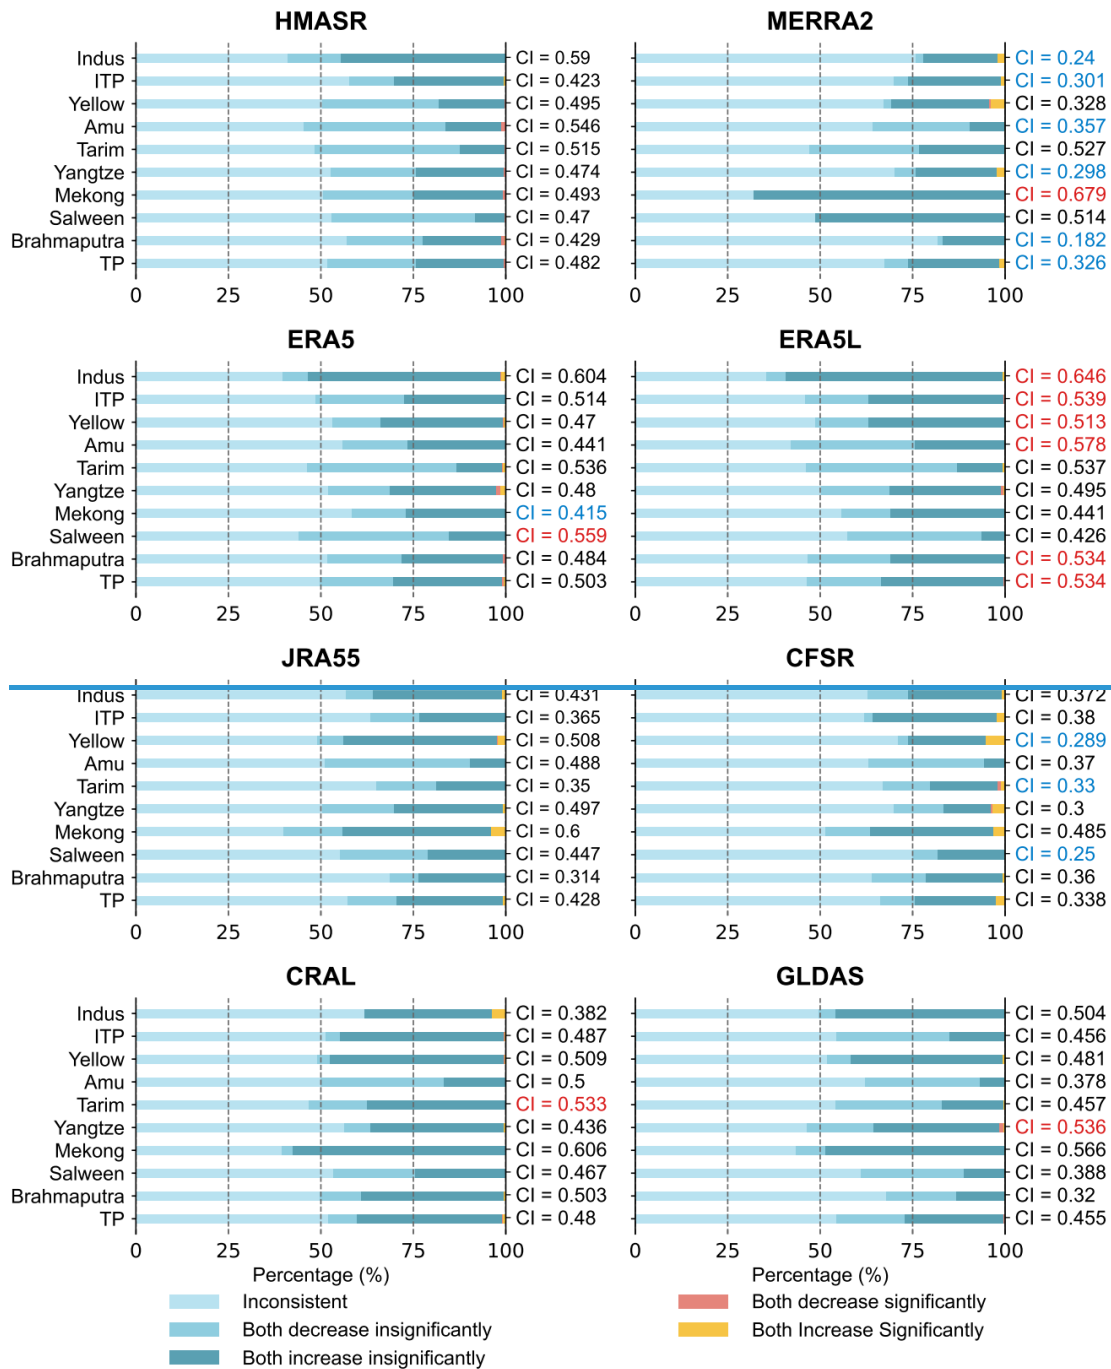 HMASR
MERRA2
Indus CI = 0.59 CI = 0.24
ITP CI = 0.423 CI = 0.301
Yellow CI = 0.495 CI = 0.328
Amu CI = 0.546 CI = 0.357
Tarim CI = 0.515 CI = 0.527
Yangtze CI = 0.474 CI = 0.298
Mekong CI = 0.493 CI = 0.679
Salween CI = 0.47 CI = 0.514
Brahmaputra CI = 0.429 CI = 0.182
TP CI = 0.482 CI = 0.326
0 25 50 75 100 0 25 50 75 100
ERA5
ERA5L
Indus CI = 0.604 CI = 0.646
ITP CI = 0.514 CI = 0.539
Yellow CI = 0.47 CI = 0.513
Amu CI = 0.441 CI = 0.578
Tarim CI = 0.536 CI = 0.537
Yangtze CI = 0.48 CI = 0.495
Mekong CI = 0.415 CI = 0.441
Salween CI = 0.559 CI = 0.426
Brahmaputra CI = 0.484 CI = 0.534
TP CI = 0.503 CI = 0.534
0 25 50 75 100 0 25 50 75 100
JRA55
CFSR
Indus CI = 0.431 CI = 0.372
ITP CI = 0.365 CI = 0.38
Yellow CI = 0.508 CI = 0.289
Amu CI = 0.488 CI = 0.37
Tarim CI = 0.35 CI = 0.33
Yangtze CI = 0.497 CI = 0.3
Mekong CI = 0.6 CI = 0.485
Salween CI = 0.447 CI = 0.25
Brahmaputra CI = 0.314 CI = 0.36
TP CI = 0.428 CI = 0.338
0 25 50 75 100 0 25 50 75 100
CRAL
GLDAS
Indus CI = 0.382 CI = 0.504
ITP CI = 0.487 CI = 0.456
Yellow CI = 0.509 CI = 0.481
Amu CI = 0.5 CI = 0.378
Tarim CI = 0.533 CI = 0.457
Yangtze CI = 0.436 CI = 0.536
Mekong CI = 0.606 CI = 0.566
Salween CI = 0.467 CI = 0.388
Brahmaputra CI = 0.503 CI = 0.32
TP CI = 0.48 CI = 0.455
0 25 50 75 100 0 25 50 75 100
Percentage (%) Percentage (%)
Inconsistent
Both decrease insignificantly
Both increase insignificantly
Both decrease significantly
Both Increase Significantly